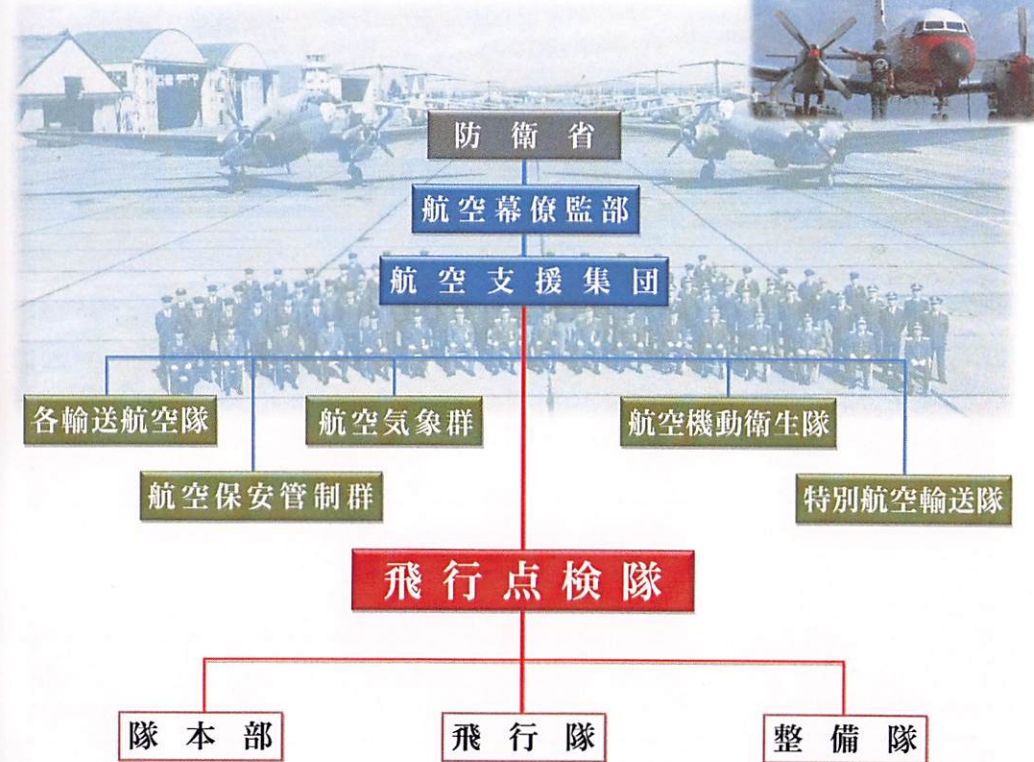 防衛省
航空幕僚監部
航空支援集団
各輸送航空隊
航空気象群
航空機動衛生隊
航空保安管制群
特別航空輸送隊
飛行点検隊
隊本部
飛行隊
整備隊